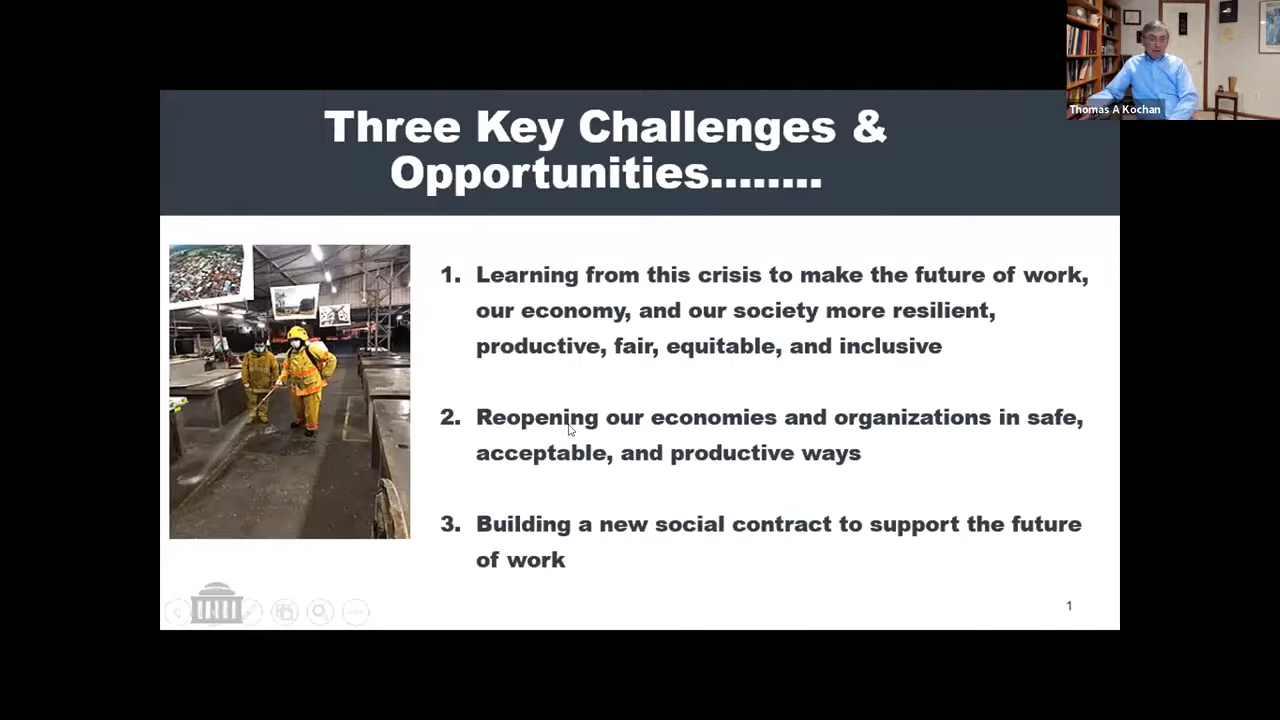 Thomas A Kochan
Three Key Challenges &
Opportunities........
1. Learning from this crisis to make the future of work,
our economy, and our society more resilient,
productive, fair, equitable, and inclusive
2. Reopening our economies and organizations in safe,
acceptable, and productive ways
3. Building a new social contract to support the future
of work
1